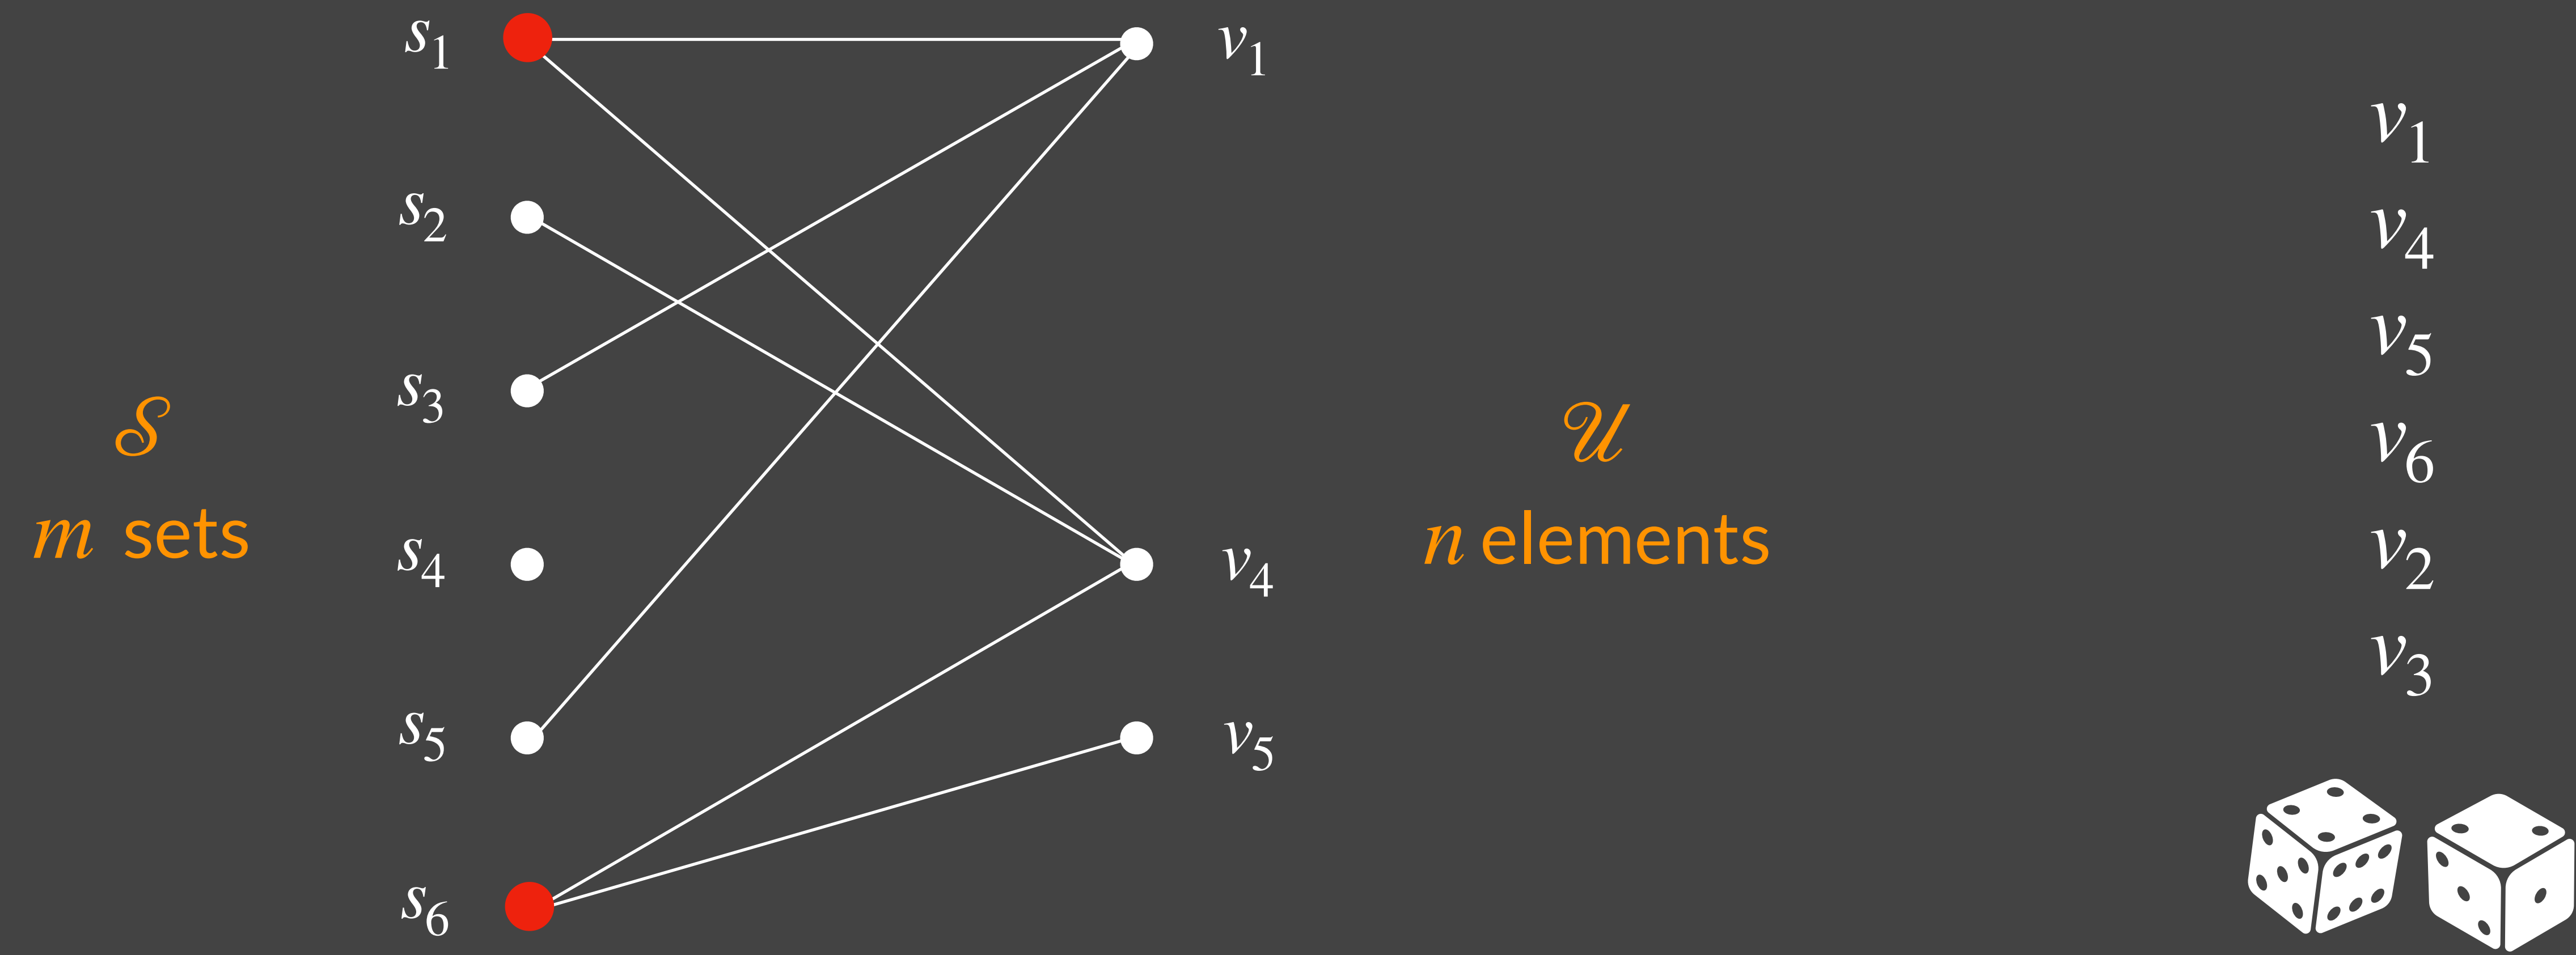 s₁
s₂
s₃
s₄
s₅
s₆
𝒮
m sets
v₁
v₄
v₅
𝒰
n elements
v₁
v₄
v₅
v₆
v₂
v₃